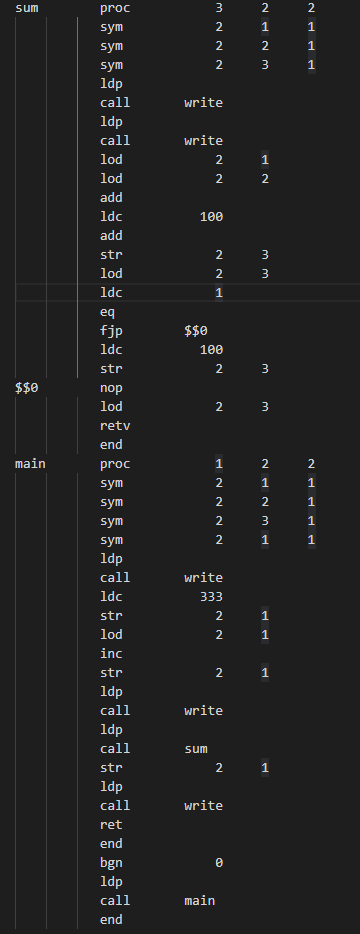 sum proc 3 2 2
sym 2 1 1
sym 2 2 1
sym 2 3 1
ldp
call write
ldp
call write
lod 2 1
lod 2 2
add
ldc 100
add
str 2 3
lod 2 3
ldc 1
eq
fjp $$0
ldc 100
str 2 3
$$0 nop
lod 2 3
retv
end
main proc 1 2 2
sym 2 1 1
sym 2 2 1
sym 2 3 1
sym 2 1 1
ldp
call write
ldc 333
str 2 1
lod 2 1
inc
str 2 1
ldp
call write
ldp
call sum
str 2 1
ldp
call write
ret
end
bgn 0
ldp
call main
end